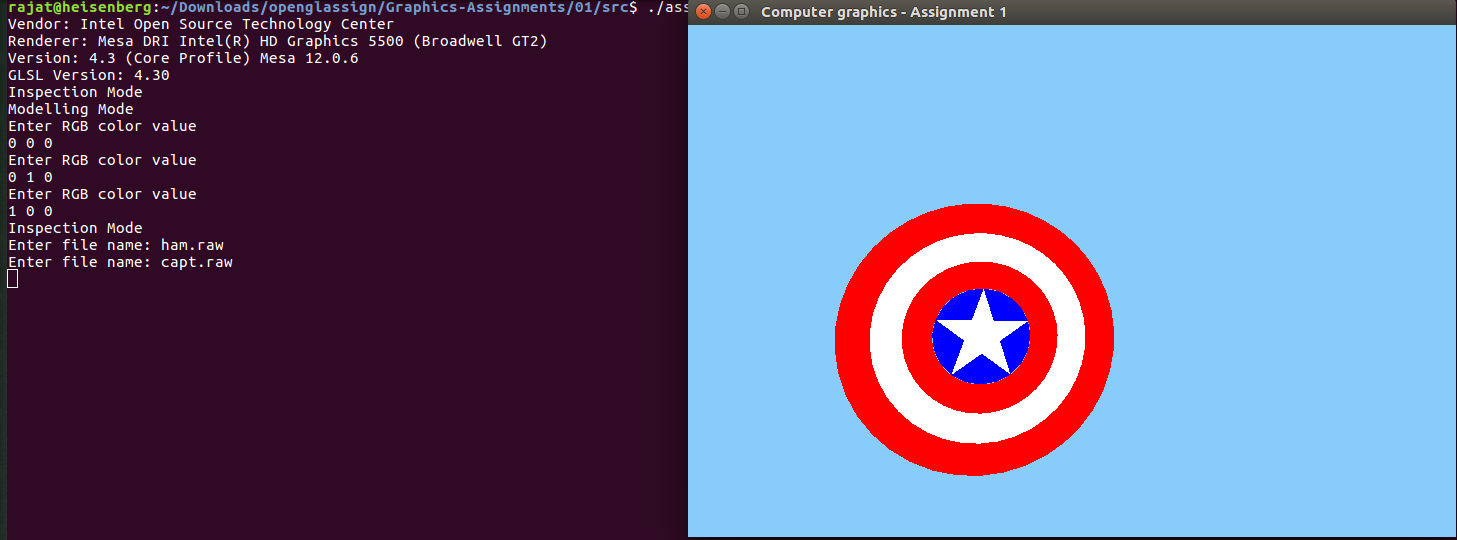 rajat@heisenberg:~/Downloads/openglassign/Graphics-Assignments/01/src$ ./ass
Vendor: Intel Open Source Technology Center
Renderer: Mesa DRI Intel(R) HD Graphics 5500 (Broadwell GT2)
Version: 4.3 (Core Profile) Mesa 12.0.6
GLSL Version: 4.30
Inspection Mode
Modelling Mode
Enter RGB color value
0 0 0
Enter RGB color value
0 1 0
Enter RGB color value
1 0 0
Inspection Mode
Enter file name: ham.raw
Enter file name: capt.raw
Computer graphics - Assignment 1